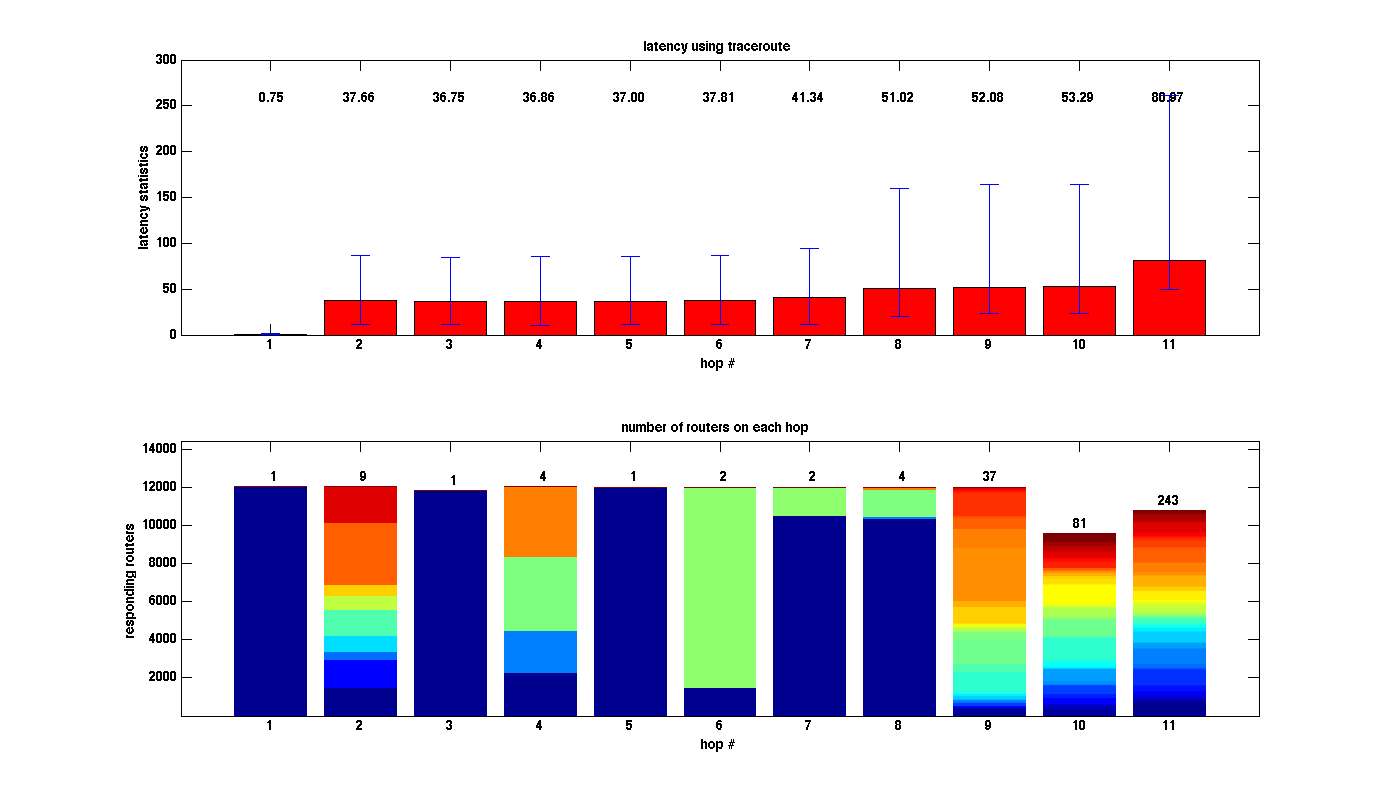 latency using traceroute
300
250
200
150
100
50
0
latency statistics
0.75 37.66 36.75 36.86 37.00 37.81 41.34 51.02 52.08 53.29 80.97
1 2 3 4 5 6 7 8 9 10 11
hop #
number of routers on each hop
14000
12000
10000
8000
6000
4000
2000
responding routers
1 9 1 4 1 2 2 4 37 81 243
1 2 3 4 5 6 7 8 9 10 11
hop #